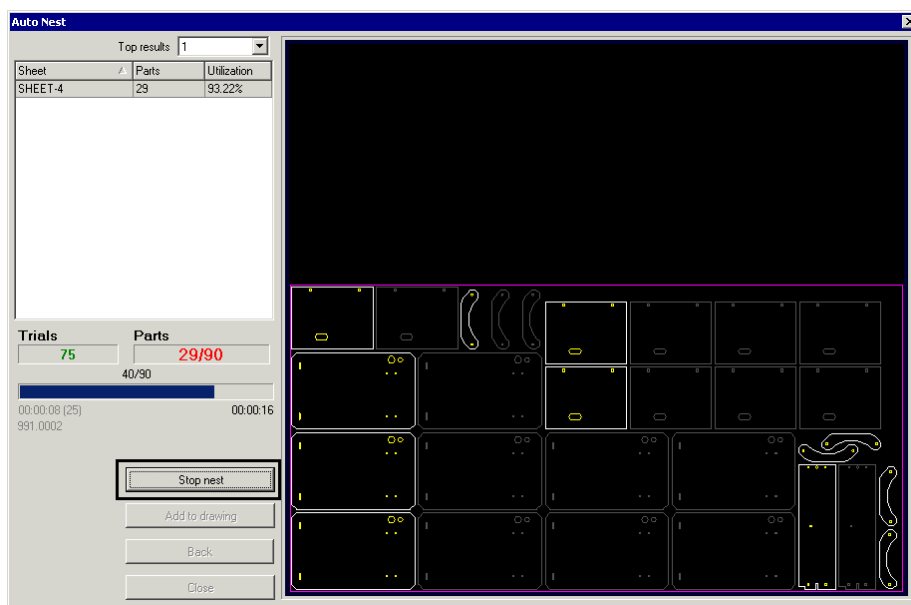 Auto Nest
Top results 1
Sheet Parts Utilization
SHEET-4 29 93.22%
Trials Parts
75 29/90
40/90
00:00:08 (25) 00:00:16
991.0002
Stop nest
Add to drawing
Back
Close